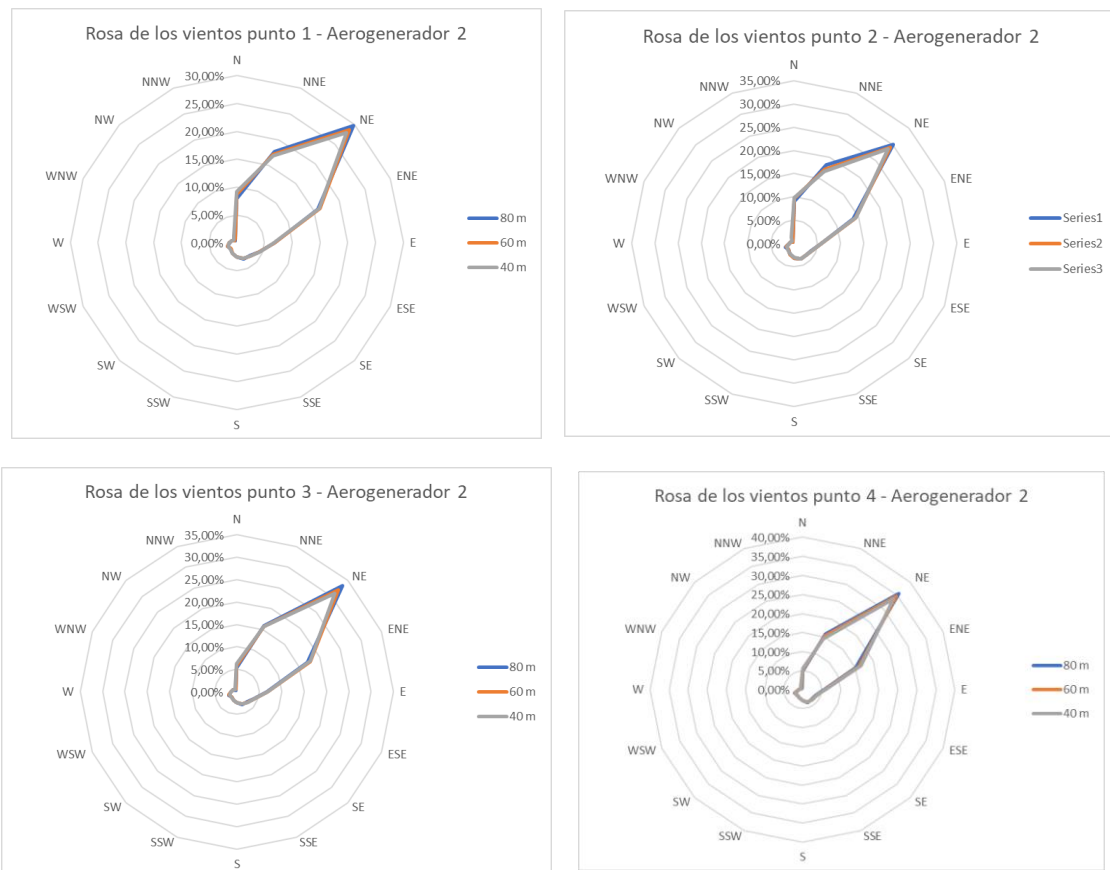 Rosa de los vientos punto 1 - Aerogenerador 2
N
NNE
NE
ENE
E
ESE
SE
SSE
S
SSW
SW
WSW
W
WNW
NW
NNW
30,00%
25,00%
20,00%
15,00%
10,00%
5,00%
0,00%
80 m
60 m
40 m
Rosa de los vientos punto 2 - Aerogenerador 2
N
NNE
NE
ENE
E
ESE
SE
SSE
S
SSW
SW
WSW
W
WNW
NW
NNW
35,00%
30,00%
25,00%
20,00%
15,00%
10,00%
5,00%
0,00%
Series1
Series2
Series3
Rosa de los vientos punto 3 - Aerogenerador 2
N
NNE
NE
ENE
E
ESE
SE
SSE
S
SSW
SW
WSW
W
WNW
NW
NNW
35,00%
30,00%
25,00%
20,00%
15,00%
10,00%
5,00%
0,00%
80 m
60 m
40 m
Rosa de los vientos punto 4 - Aerogenerador 2
N
NNE
NE
ENE
E
ESE
SE
SSE
S
SSW
SW
WSW
W
WNW
NW
NNW
40,00%
35,00%
30,00%
25,00%
20,00%
15,00%
10,00%
5,00%
0,00%
80 m
60 m
40 m